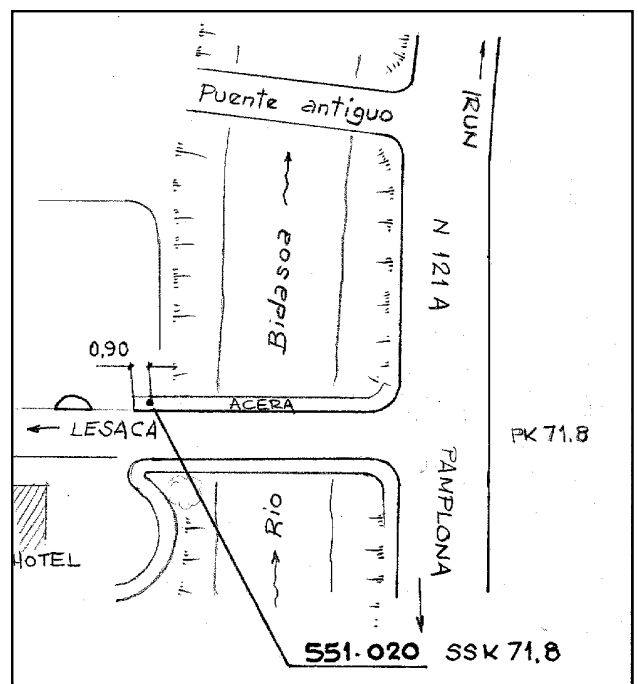 Puente antiguo
IRUN
Bidasoa
N 121 A
0,90
ACERA
← LESACA
PK 71.8
PAMPLONA
Rio
HOTEL
551.020 SSK 71,8